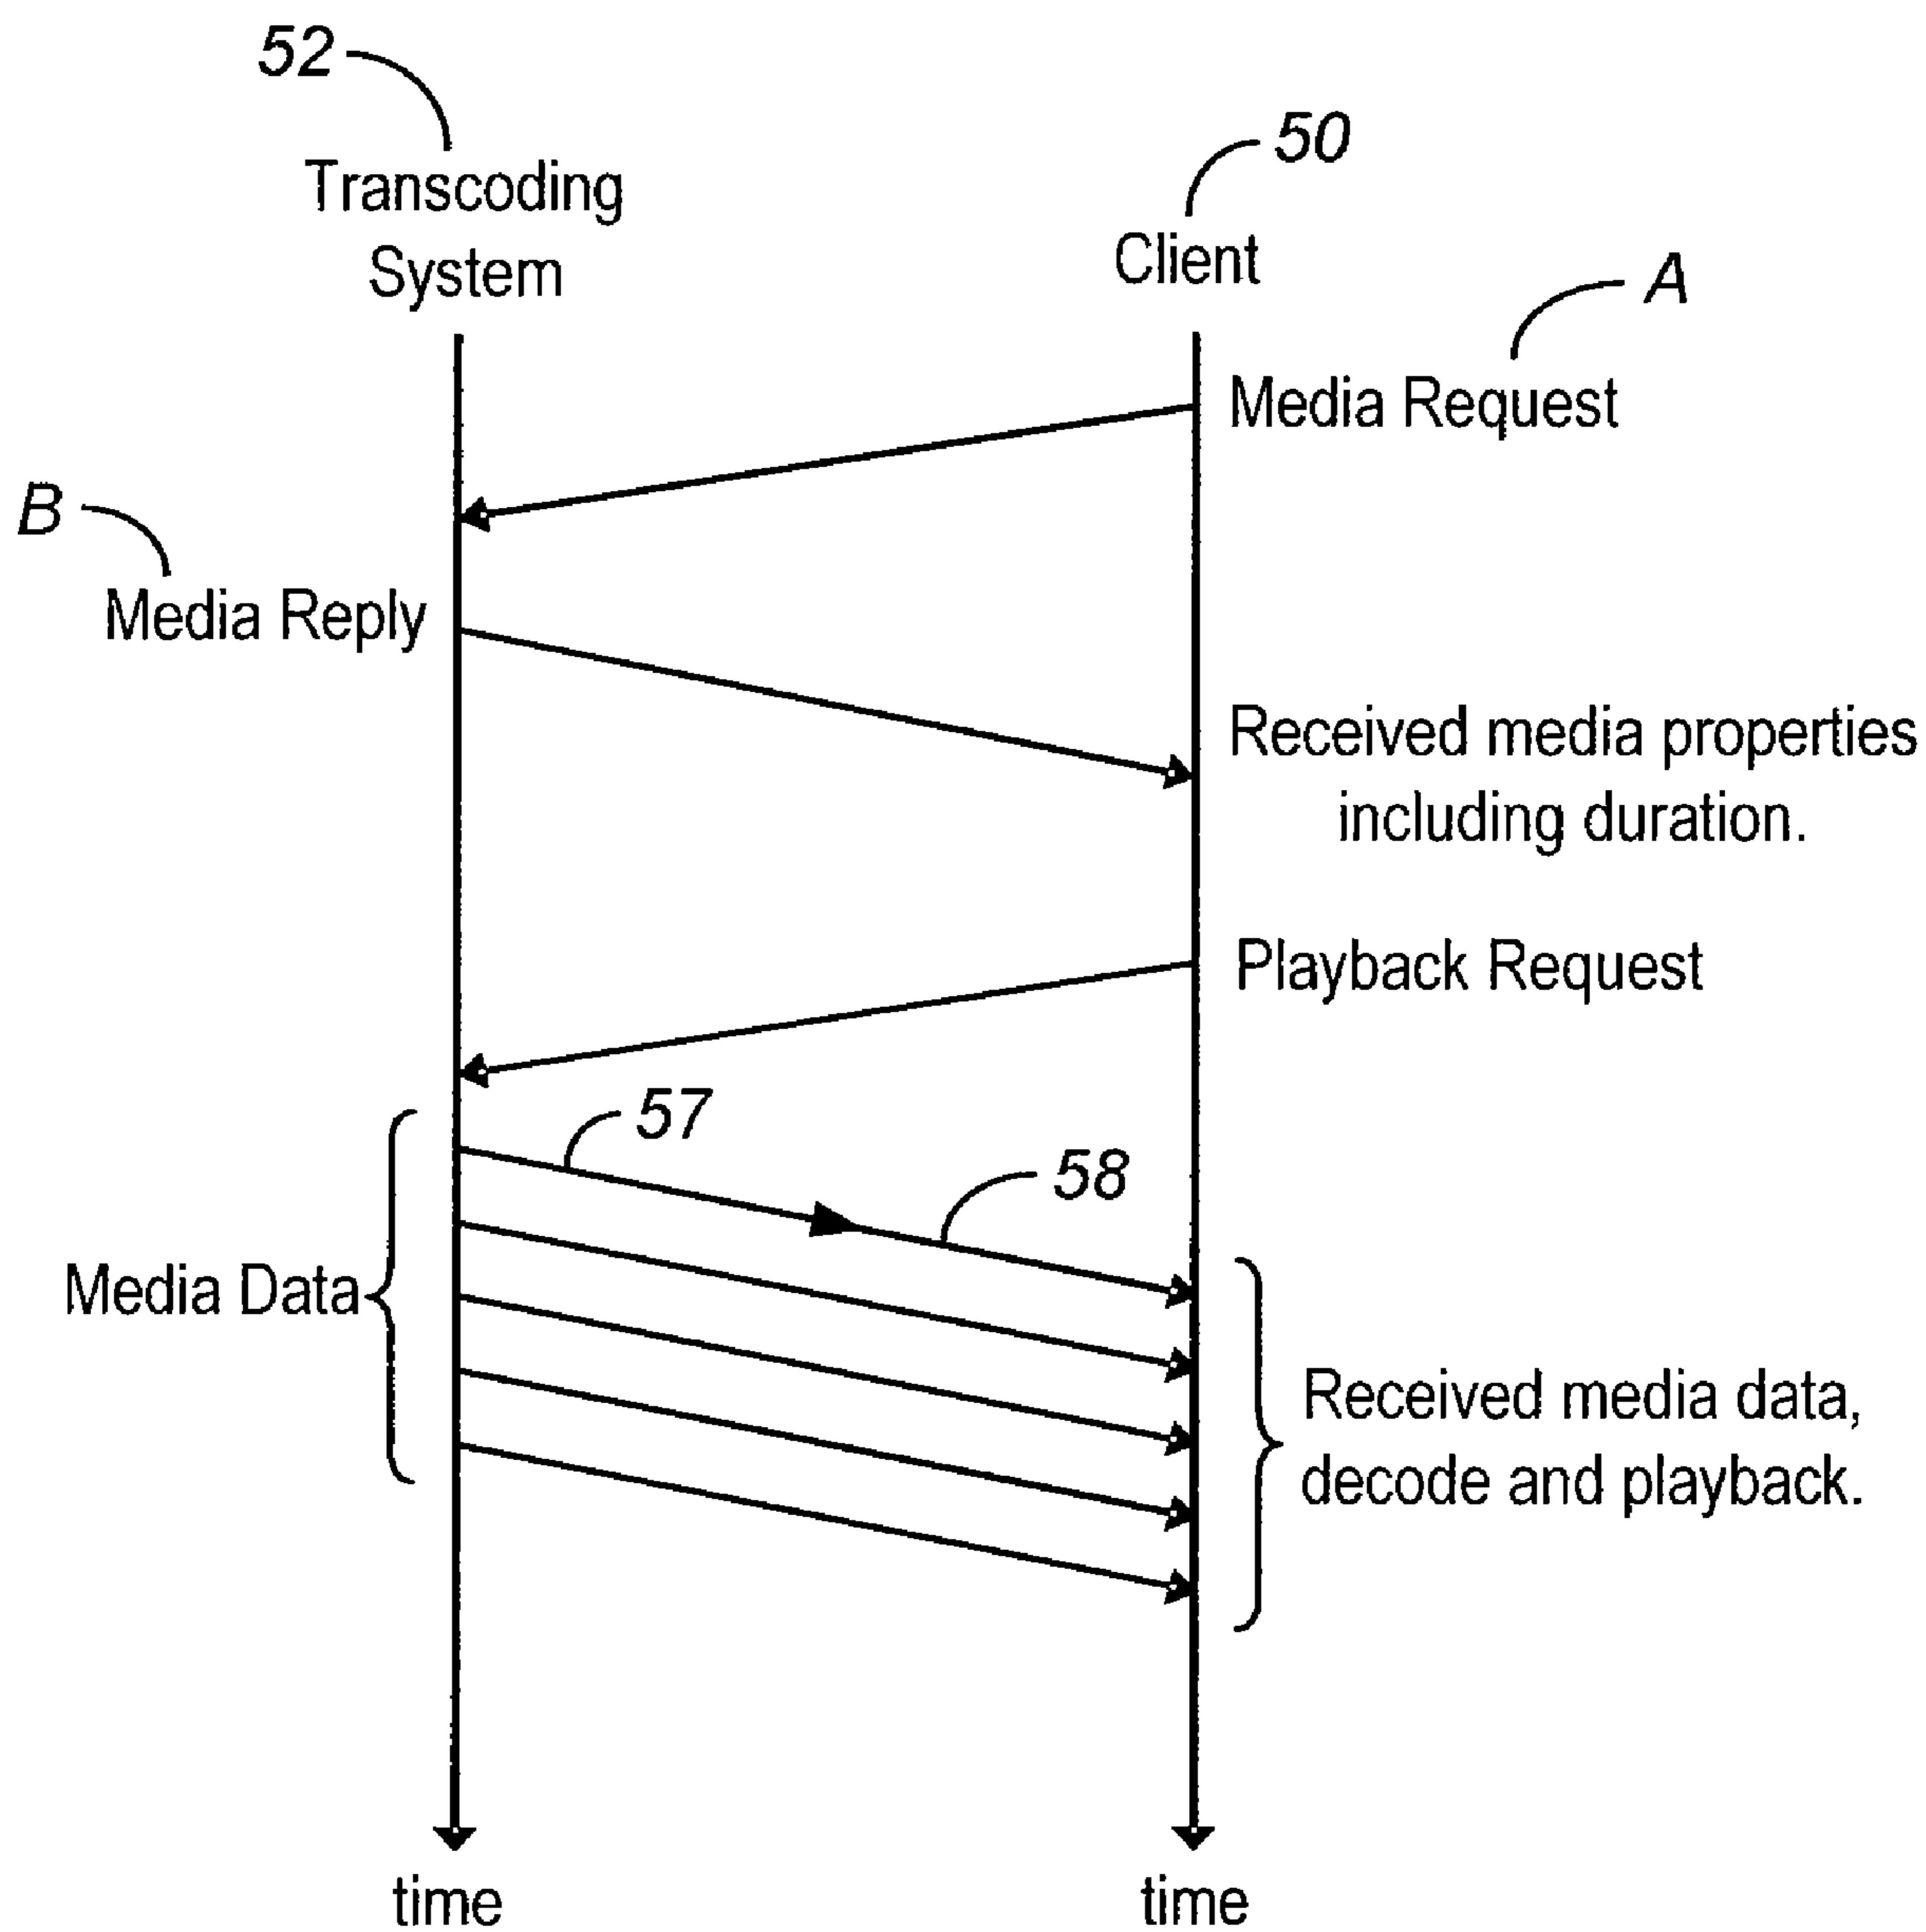 52
Transcoding
System
50
Client
A
Media Request
B
Media Reply
Received media properties
including duration.
Playback Request
57
58
Media Data
Received media data,
decode and playback.
time
time